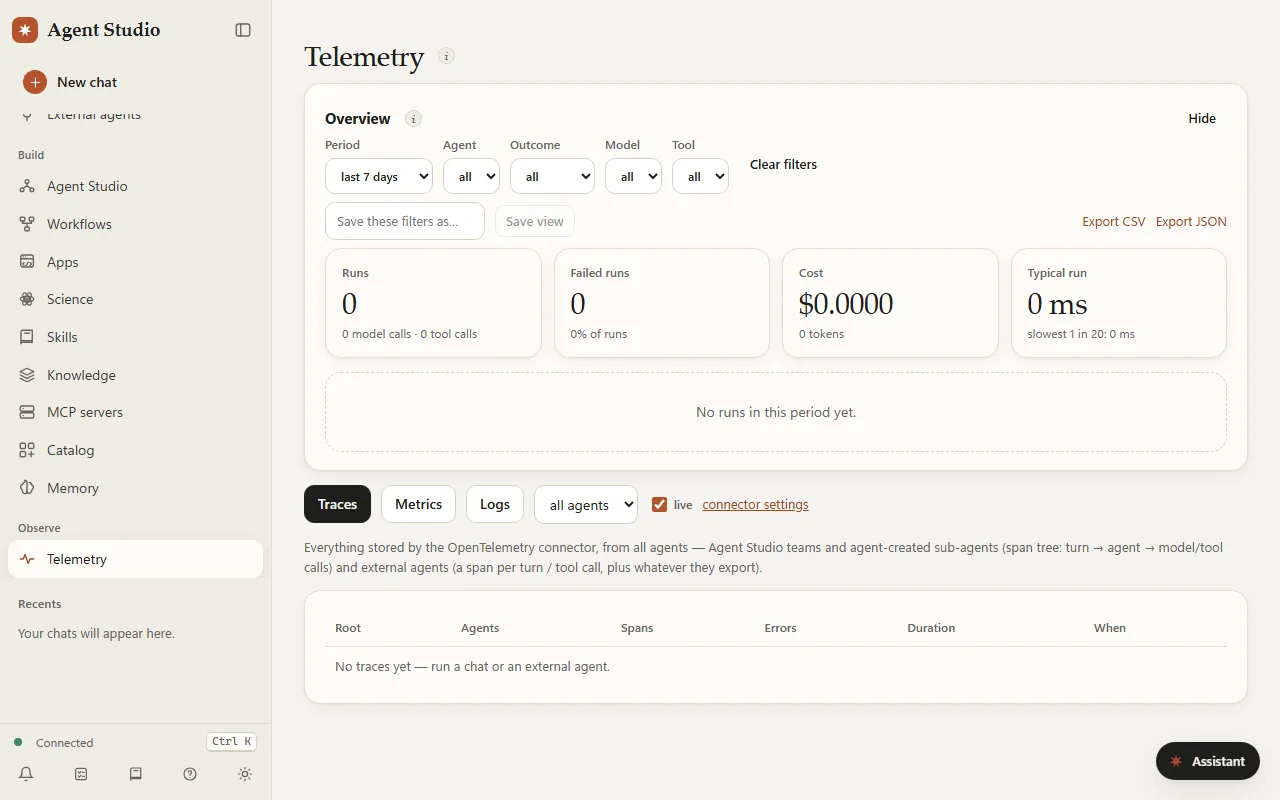 Agent Studio
New chat
External agents
Build
Agent Studio
Workflows
Apps
Science
Skills
Knowledge
MCP servers
Catalog
Memory
Observe
Telemetry
Recents
Your chats will appear here.
Connected
Ctrl K
Telemetry
i
Overview
i
Hide
Period
Agent
Outcome
Model
Tool
last 7 days
all
all
all
all
Clear filters
Save these filters as...
Save view
Export CSV
Export JSON
Runs
0
0 model calls · 0 tool calls
Failed runs
0
0% of runs
Cost
$0.0000
0 tokens
Typical run
0 ms
slowest 1 in 20: 0 ms
No runs in this period yet.
Traces
Metrics
Logs
all agents
live
connector settings
Everything stored by the OpenTelemetry connector, from all agents — Agent Studio teams and agent-created sub-agents (span tree: turn → agent → model/tool
calls) and external agents (a span per turn / tool call, plus whatever they export).
Root
Agents
Spans
Errors
Duration
When
No traces yet — run a chat or an external agent.
Assistant